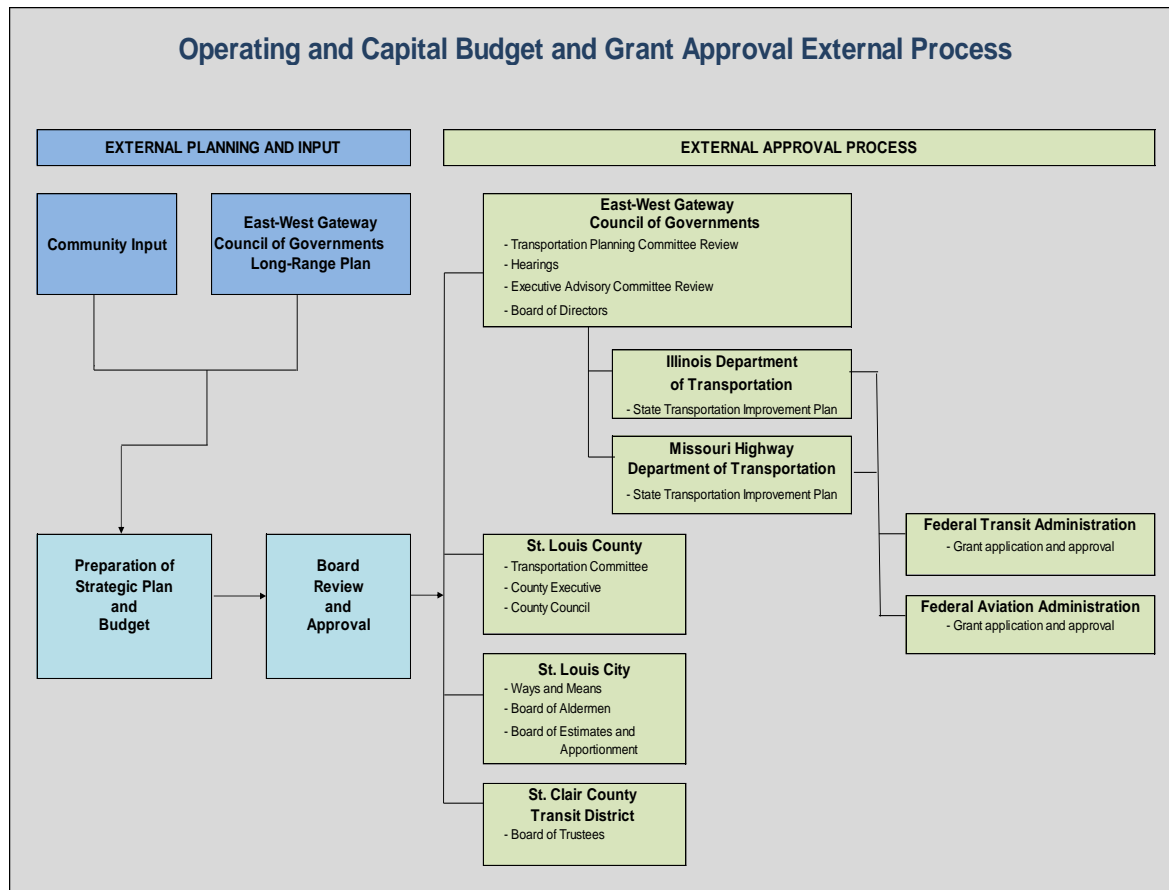 Operating and Capital Budget and Grant Approval External Process
EXTERNAL PLANNING AND INPUT
EXTERNAL APPROVAL PROCESS
Community Input
East-West Gateway
Council of Governments
Long-Range Plan
East-West Gateway
Council of Governments
- Transportation Planning Committee Review
- Hearings
- Executive Advisory Committee Review
- Board of Directors
Illinois Department
of Transportation
- State Transportation Improvement Plan
Missouri Highway
Department of Transportation
- State Transportation Improvement Plan
Federal Transit Administration
- Grant application and approval
Federal Aviation Administration
- Grant application and approval
Preparation of
Strategic Plan
and
Budget
Board
Review
and
Approval
St. Louis County
- Transportation Committee
- County Executive
- County Council
St. Louis City
- Ways and Means
- Board of Aldermen
- Board of Estimates and
Apportionment
St. Clair County
Transit District
- Board of Trustees